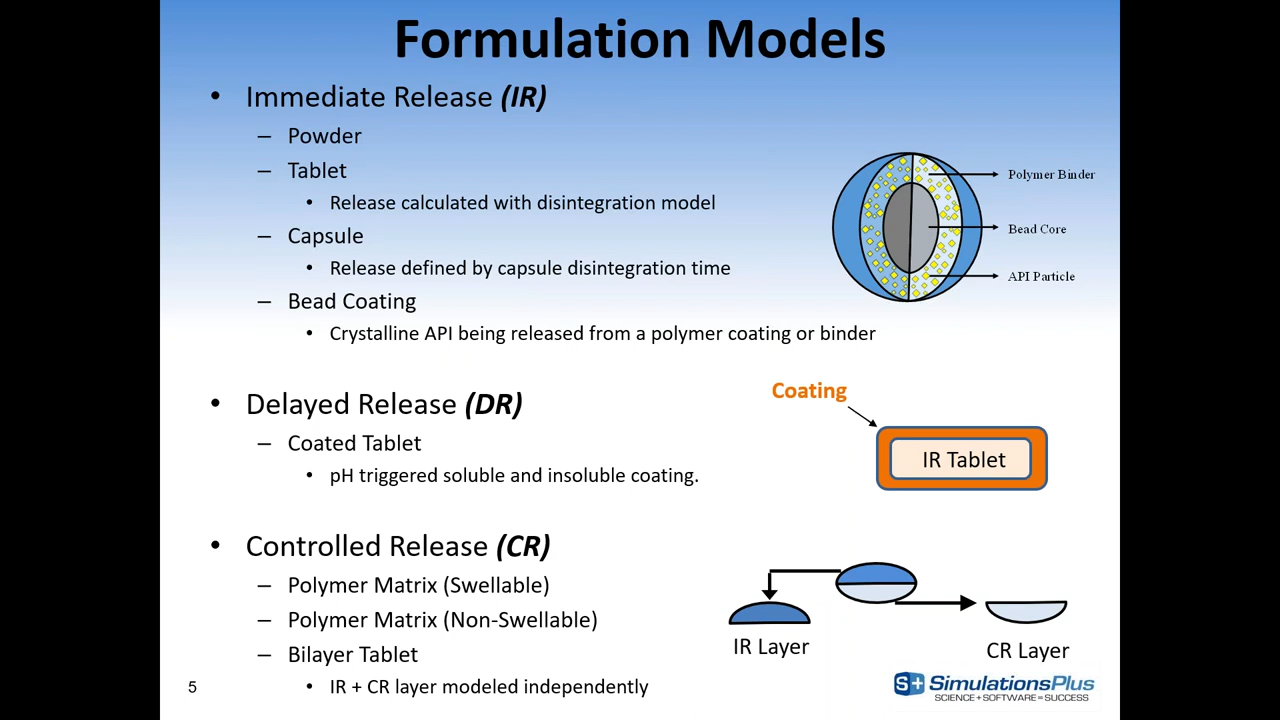 Formulation Models
• Immediate Release (IR)
– Powder
– Tablet
• Release calculated with disintegration model
– Capsule
• Release defined by capsule disintegration time
– Bead Coating
• Crystalline API being released from a polymer coating or binder
Polymer Binder
Bead Core
API Particle
• Delayed Release (DR)
– Coated Tablet
• pH triggered soluble and insoluble coating.
Coating
IR Tablet
• Controlled Release (CR)
– Polymer Matrix (Swellable)
– Polymer Matrix (Non-Swellable)
– Bilayer Tablet
• IR + CR layer modeled independently
IR Layer
CR Layer
5
S+ SimulationsPlus
SCIENCE + SOFTWARE = SUCCESS